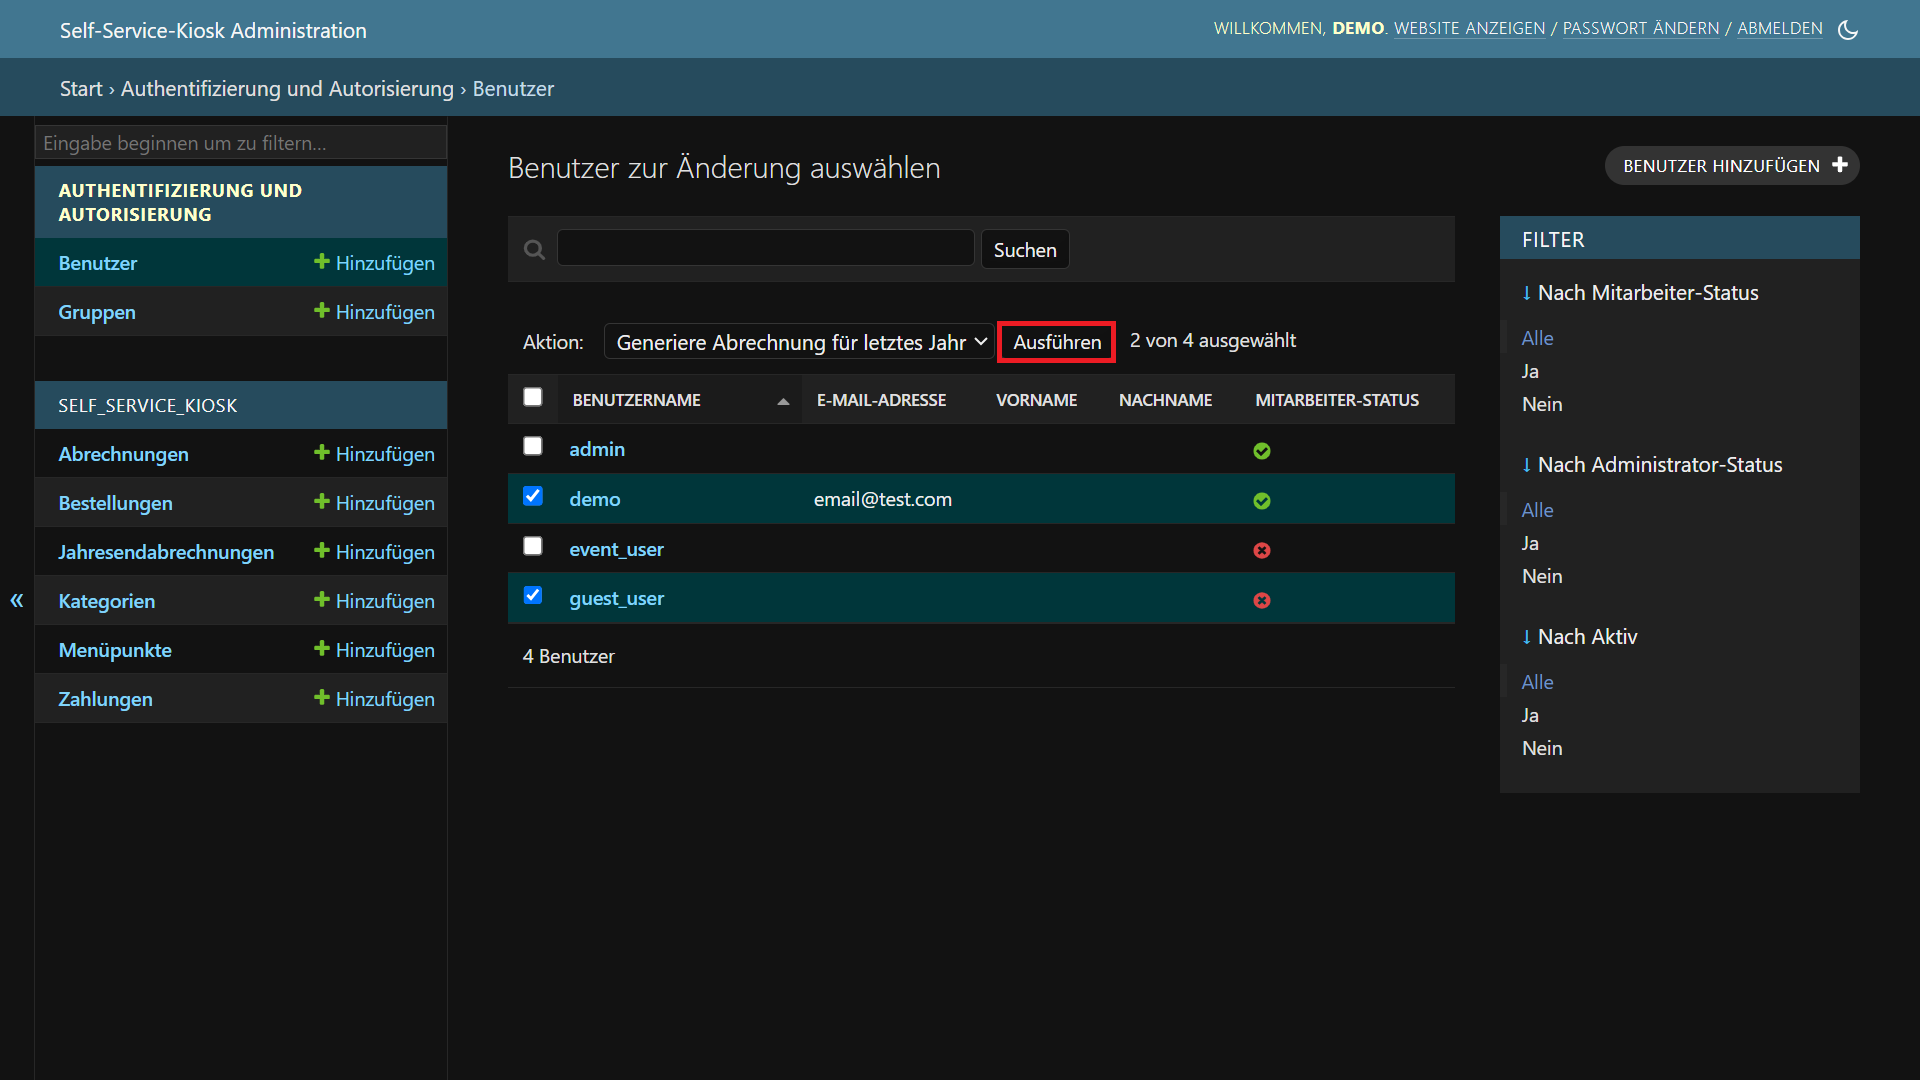 Self-Service-Kiosk Administration
WILLKOMMEN, DEMO. WEBSITE ANZEIGEN / PASSWORT ÄNDERN / ABMELDEN
Start › Authentifizierung und Autorisierung › Benutzer
Eingabe beginnen um zu filtern...
AUTHENTIFIZIERUNG UND
AUTORISIERUNG
Benutzer Hinzufügen
Gruppen Hinzufügen
SELF_SERVICE_KIOSK
Abrechnungen Hinzufügen
Bestellungen Hinzufügen
Jahresendabrechnungen Hinzufügen
Kategorien Hinzufügen
Menüpunkte Hinzufügen
Zahlungen Hinzufügen
«
Benutzer zur Änderung auswählen
BENUTZER HINZUFÜGEN
Suchen
Aktion: Generiere Abrechnung für letztes Jahr Ausführen 2 von 4 ausgewählt
BENUTZERNAME E-MAIL-ADRESSE VORNAME NACHNAME MITARBEITER-STATUS
admin
demo email@test.com
event_user
guest_user
4 Benutzer
FILTER
↓ Nach Mitarbeiter-Status
Alle
Ja
Nein
↓ Nach Administrator-Status
Alle
Ja
Nein
↓ Nach Aktiv
Alle
Ja
Nein